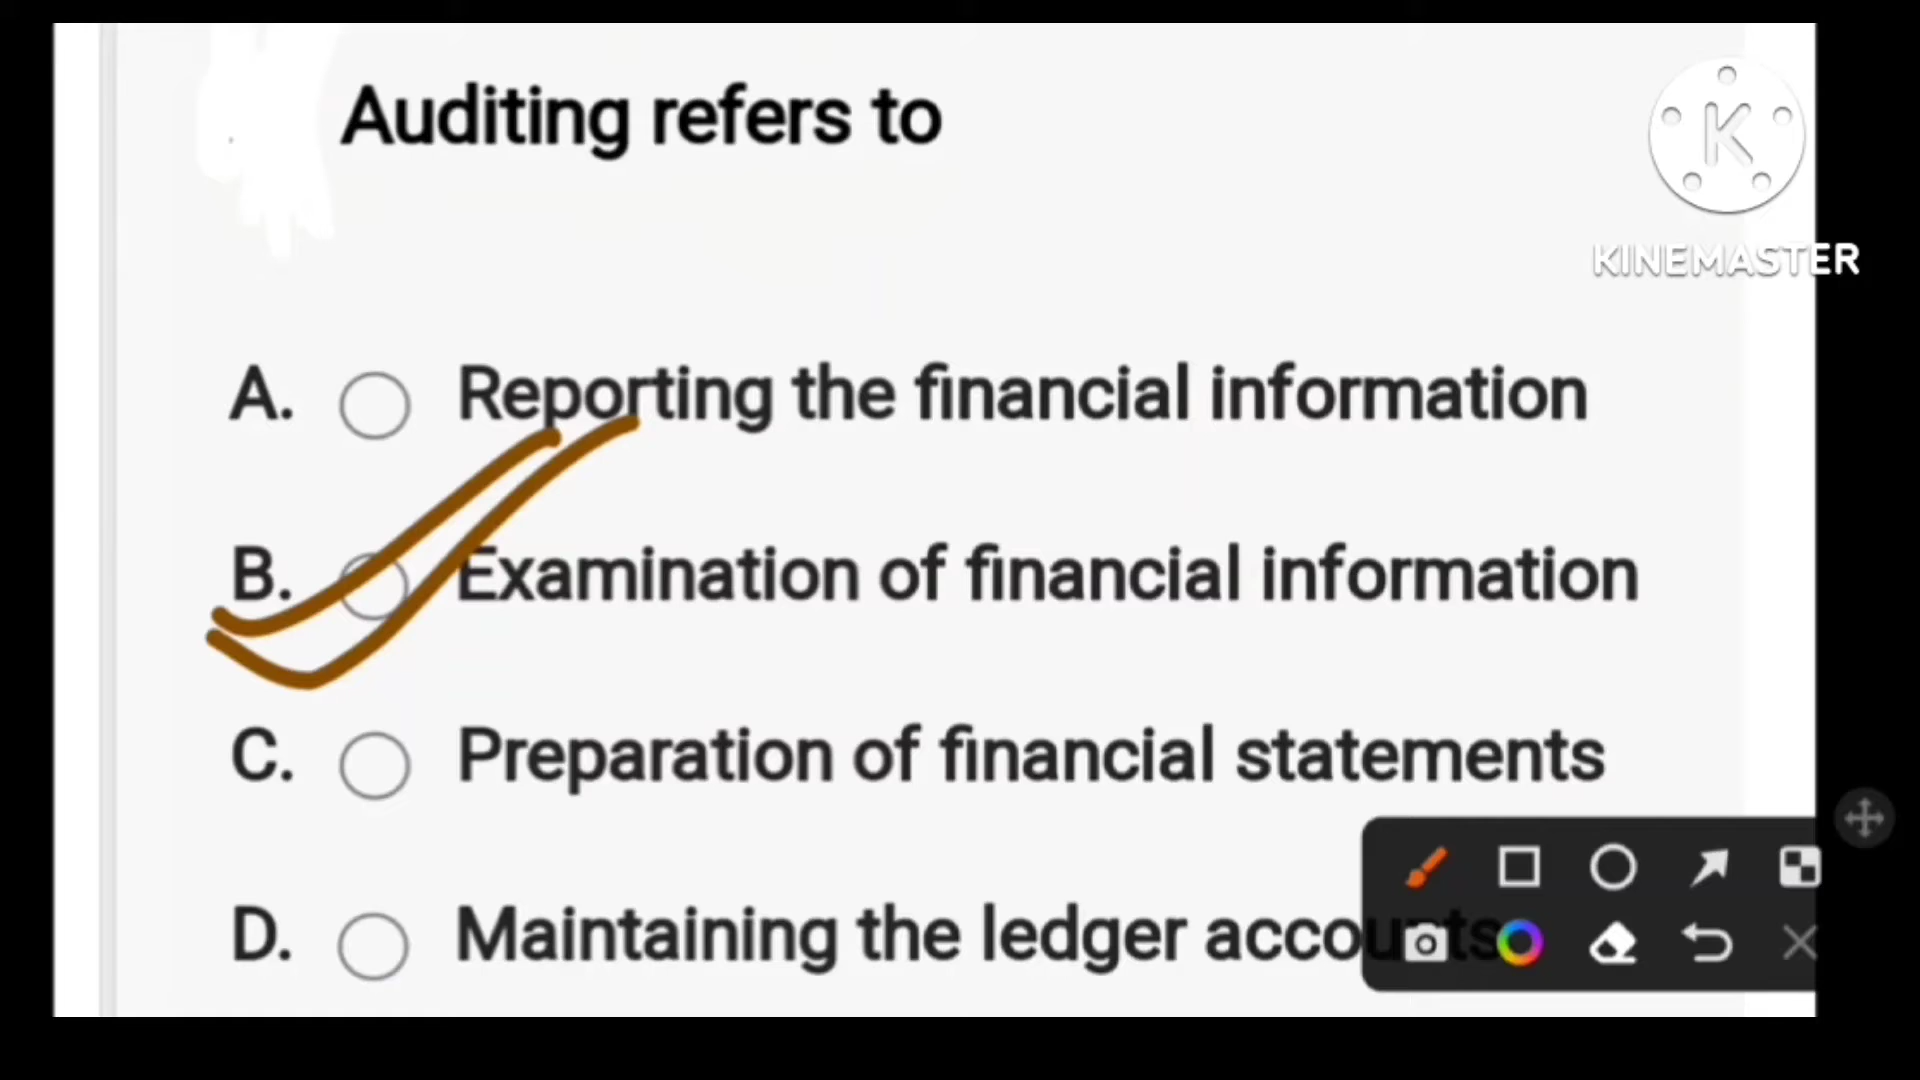 Auditing refers to
K
KINEMASTER
A. Reporting the financial information
B. Examination of financial information
C. Preparation of financial statements
D. Maintaining the ledger accounts